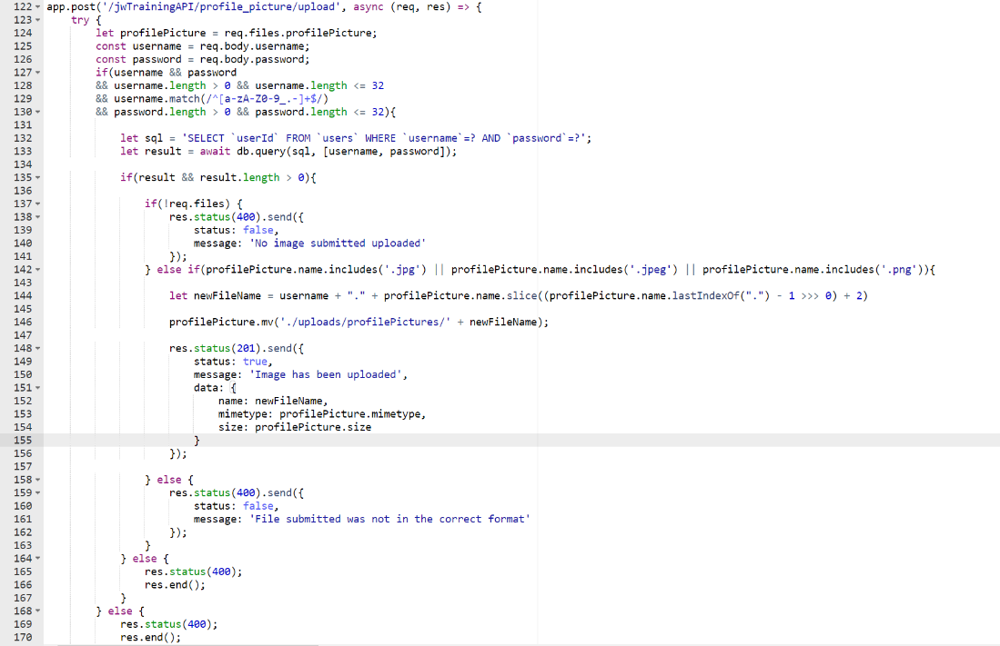 122 app.post('/jwTrainingAPI/profile_picture/upload', async (req, res) => {
123 try {
124 let profilePicture = req.files.profilePicture;
125 const username = req.body.username;
126 const password = req.body.password;
127 if(username && password
128 && username.length > 0 && username.length <= 32
129 && username.match(/^[a-zA-Z0-9_.-]+$/)
130 && password.length > 0 && password.length <= 32){
131
132 let sql = 'SELECT `userId` FROM `users` WHERE `username`=? AND `password`=?';
133 let result = await db.query(sql, [username, password]);
134
135 if(result && result.length > 0){
136
137 if(!req.files) {
138 res.status(400).send({
139 status: false,
140 message: 'No image submitted uploaded'
141 });
142 } else if(profilePicture.name.includes('.jpg') || profilePicture.name.includes('.jpeg') || profilePicture.name.includes('.png')){
143
144 let newFileName = username + "." + profilePicture.name.slice((profilePicture.name.lastIndexOf(".") - 1 >>> 0) + 2)
145
146 profilePicture.mv('./uploads/profilePictures/' + newFileName);
147
148 res.status(201).send({
149 status: true,
150 message: 'Image has been uploaded',
151 data: {
152 name: newFileName,
153 mimetype: profilePicture.mimetype,
154 size: profilePicture.size
155 }
156 });
157
158 } else {
159 res.status(400).send({
160 status: false,
161 message: 'File submitted was not in the correct format'
162 });
163 }
164 } else {
165 res.status(400);
166 res.end();
167 }
168 } else {
169 res.status(400);
170 res.end();